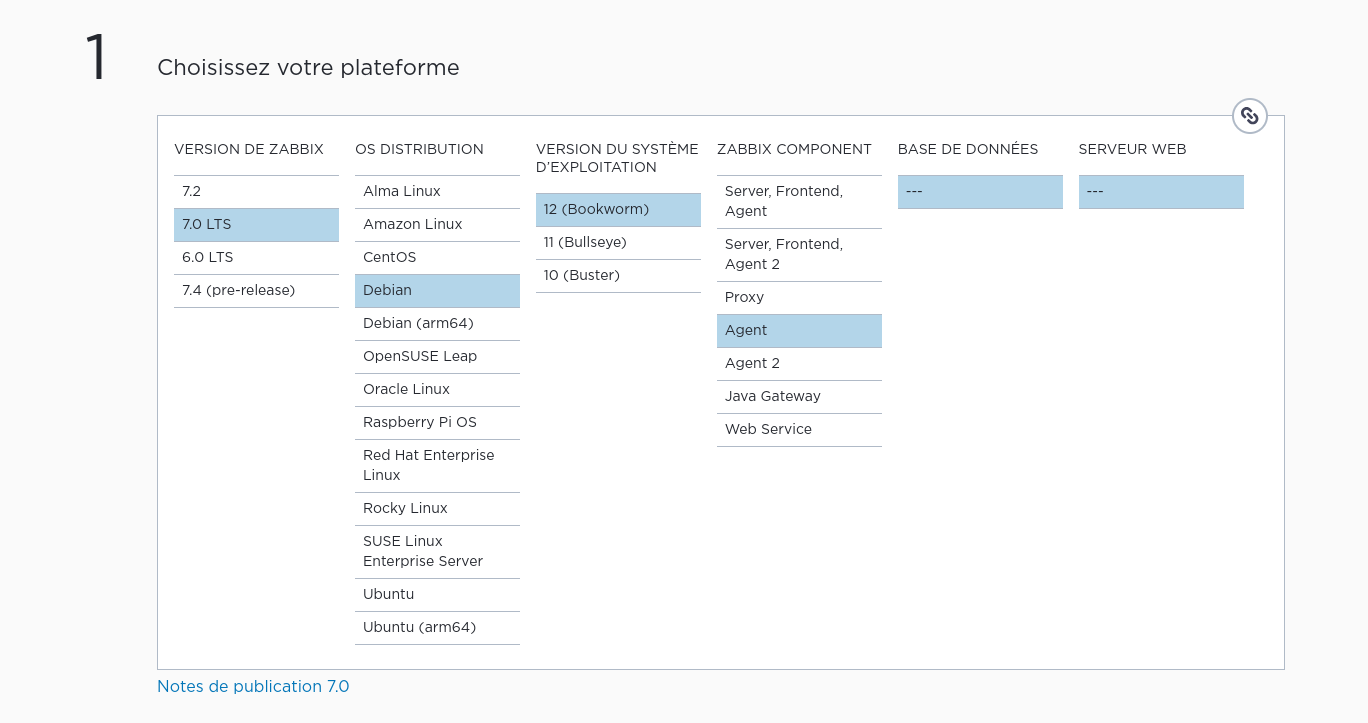 1
Choisissez votre plateforme
VERSION DE ZABBIX
7.2
7.0 LTS
6.0 LTS
7.4 (pre-release)
OS DISTRIBUTION
Alma Linux
Amazon Linux
CentOS
Debian
Debian (arm64)
OpenSUSE Leap
Oracle Linux
Raspberry Pi OS
Red Hat Enterprise
Linux
Rocky Linux
SUSE Linux
Enterprise Server
Ubuntu
Ubuntu (arm64)
VERSION DU SYSTÈME
D'EXPLOITATION
12 (Bookworm)
11 (Bullseye)
10 (Buster)
ZABBIX COMPONENT
Server, Frontend,
Agent
Server, Frontend,
Agent 2
Proxy
Agent
Agent 2
Java Gateway
Web Service
BASE DE DONNÉES
---
SERVEUR WEB
---
Notes de publication 7.0